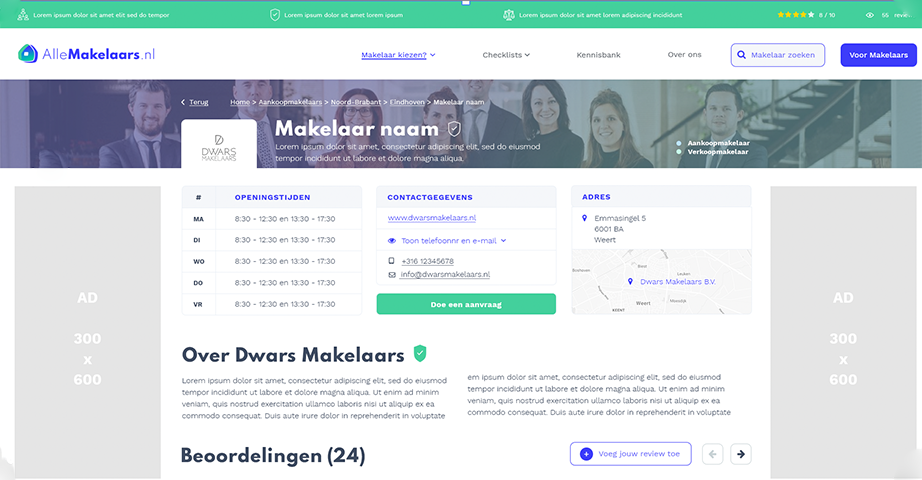 Lorem ipsum dolor sit amet elit sed do tempor
Lorem ipsum dolor sit amet lorem ipsum
Lorem ipsum dolor sit amet lorem adipiscing incididunt
8 / 10
55 revie
AlleMakelaars.nl
Makelaar kiezen?
Checklists
Kennisbank
Over ons
Makelaar zoeken
Voor Makelaars
Terug
Home > Aankoopmakelaars > Noord-Brabant > Eindhoven > Makelaar naam
DWARS
MAKELAARS
Makelaar naam
Lorem ipsum dolor sit amet, consectetur adipiscing elit, sed do eiusmod
tempor incididunt ut labore et dolore magna aliqua.
Aankoopmakelaar
Verkoopmakelaar
# OPENINGSTIJDEN
MA 8:30 - 12:30 en 13:30 - 17:30
DI 8:30 - 12:30 en 13:30 - 17:30
WO 8:30 - 12:30 en 13:30 - 17:30
DO 8:30 - 12:30 en 13:30 - 17:30
VR 8:30 - 12:30 en 13:30 - 17:30
CONTACTGEGEVENS
www.dwarsmakelaars.nl
Toon telefoonnr en e-mail
+316 12345678
info@dwarsmakelaars.nl
Doe een aanvraag
ADRES
Emmasingel 5
6001 BA
Weert
Dwars Makelaars B.V.
Weert
KEENT
AD
300
x
600
AD
300
x
600
Over Dwars Makelaars
Lorem ipsum dolor sit amet, consectetur adipiscing elit, sed do eiusmod
tempor incididunt ut labore et dolore magna aliqua. Ut enim ad minim
veniam, quis nostrud exercitation ullamco laboris nisi ut aliquip ex ea
commodo consequat. Duis aute irure dolor in reprehenderit in voluptate
em ipsum dolor sit amet, consectetur adipiscing elit, sed do eiusmod
tempor incididunt ut labore et dolore magna aliqua. Ut enim ad minim
veniam, quis nostrud exercitation ullamco laboris nisi ut aliquip ex ea
commodo consequat. Duis aute irure dolor in reprehenderit in voluptate
Beoordelingen (24)
Voeg jouw review toe